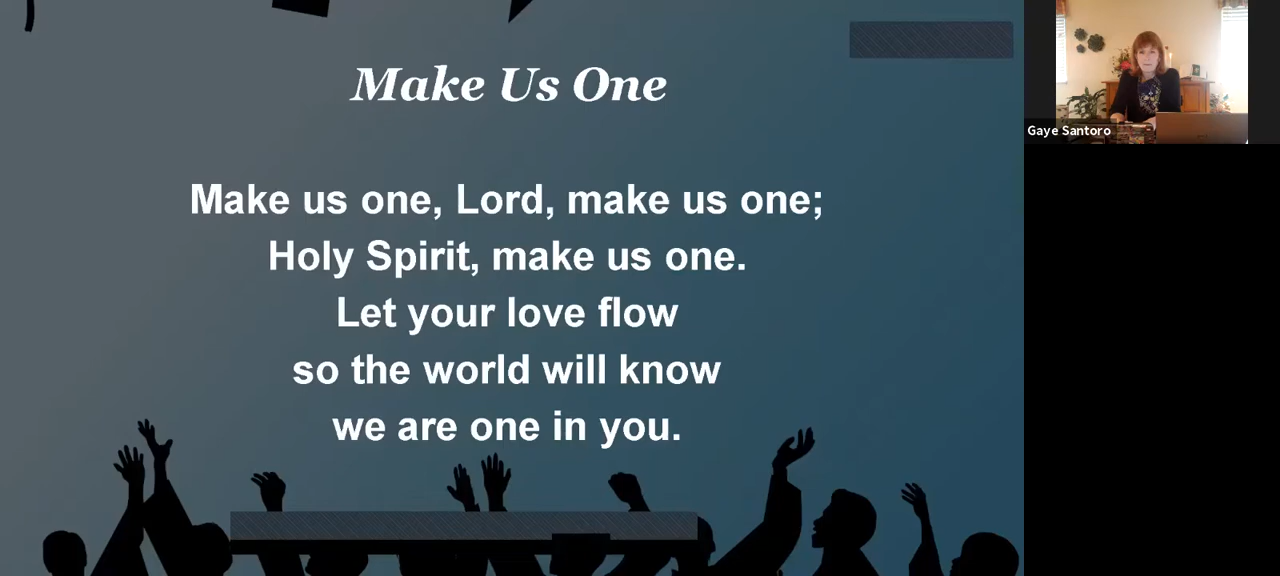 Make Us One
Make us one, Lord, make us one;
Holy Spirit, make us one.
Let your love flow
so the world will know
we are one in you.
Gaye Santoro